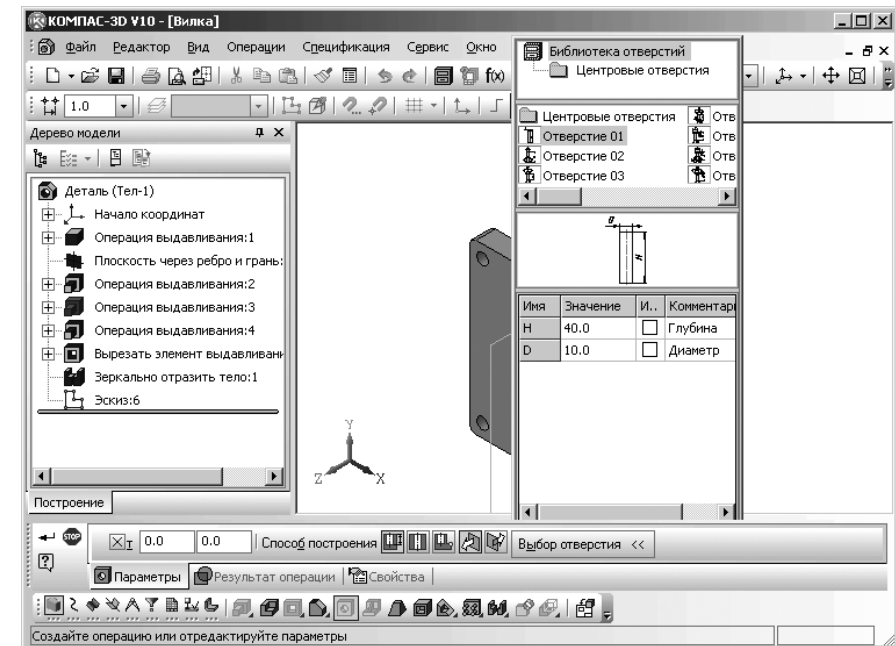 КОМПАС-3D V10 - [Вилка]
Файл Редактор Вид Операции Спецификация Сервис Окно
Библиотека отверстий
Центровые отверстия
f(x)
1.0
Центровые отверстия Отв
Отверстие 01 Отв
Отверстие 02 Отв
Отверстие 03 Отв
Дерево модели
Деталь (Тел-1)
Начало координат
Операция выдавливания:1
Плоскость через ребро и грань:
Операция выдавливания:2
Операция выдавливания:3
Операция выдавливания:4
Вырезать элемент выдавливани
Зеркально отразить тело:1
Эскиз:6
Построение
H
Имя Значение И.. Комментар
H 40.0 Глубина
D 10.0 Диаметр
Y
Z X
STOP
T 0.0 0.0 Способ построения Выбор отверстия <<
Параметры Результат операции Свойства
Создайте операцию или отредактируйте параметры